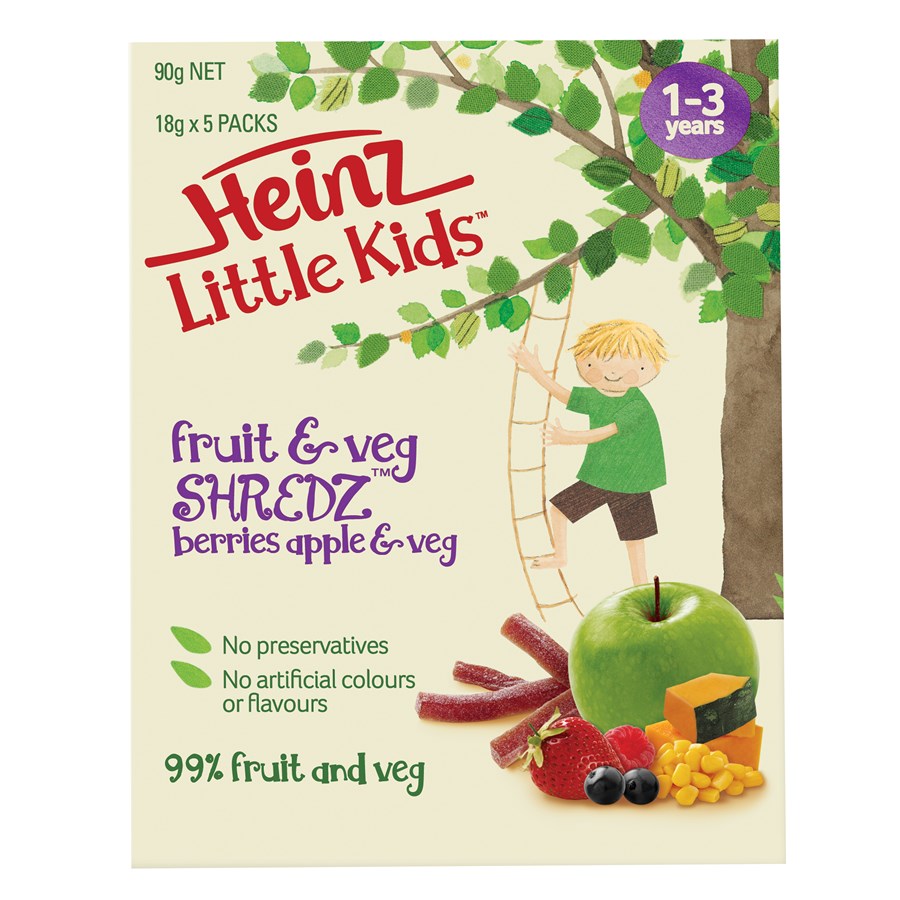 90g NET
18g x 5 PACKS
1-3
years
Heinz
Little Kids™
fruit & veg
SHREDZ™
berries apple & veg
No preservatives
No artificial colours
or flavours
99% fruit and veg